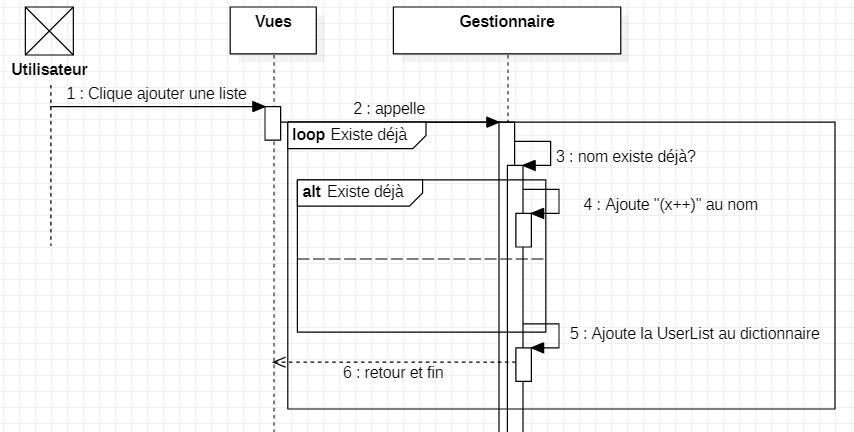 Vues
Gestionnaire
Utilisateur
1 : Clique ajouter une liste
2 : appelle
loop Existe déjà
3 : nom existe déjà?
alt Existe déjà
4 : Ajoute "(x++)" au nom
5 : Ajoute la UserList au dictionnaire
6 : retour et fin